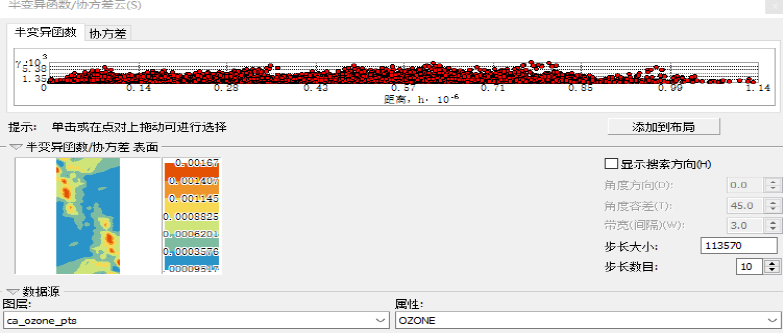 半变异函数/协方差云(S)
半变异函数 协方差
γ·10³
5.38
1.35
0 0.14 0.28 0.43 0.57 0.71 0.85 0.99 1.14
距离，h·10⁻⁶
提示： 单击或在点对上拖动可进行选择 添加到布局
半变异函数/协方差 表面
0.00167
0.001407
0.001145
0.0008825
0.0006201
0.0003576
显示搜索方向(H)
角度方向(D): 0.0
角度容差(T): 45.0
带宽(间隔)(W): 3.0
步长大小: 113570
步长数目: 10
数据源
图层: 属性:
ca_ozone_pts OZONE